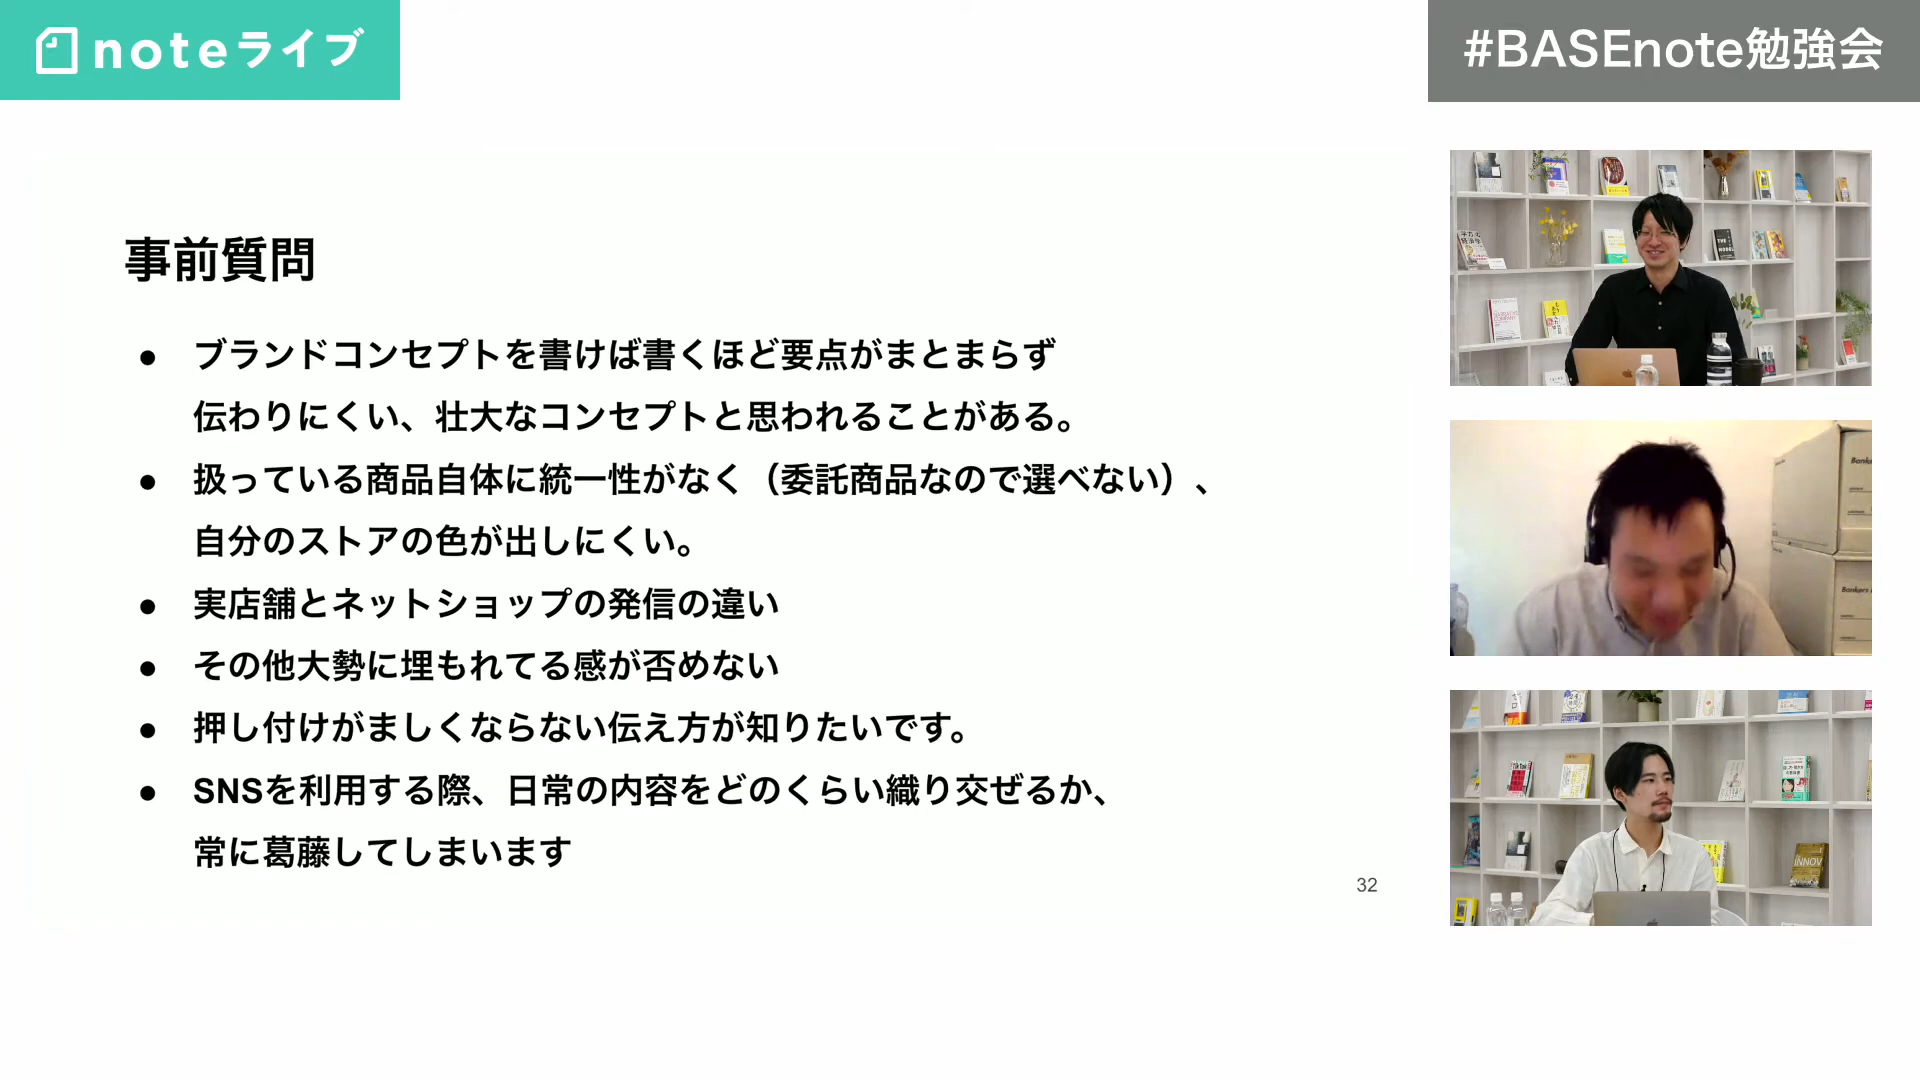 noteライブ
#BASEnote勉強会
事前質問
● ブランドコンセプトを書けば書くほど要点がまとまらず
伝わりにくい、壮大なコンセプトと思われることがある。
● 扱っている商品自体に統一性がなく（委託商品なので選べない）、
自分のストアの色が出しにくい。
● 実店舗とネットショップの発信の違い
● その他大勢に埋もれてる感が否めない
● 押し付けがましくならない伝え方が知りたいです。
● SNSを利用する際、日常の内容をどのくらい織り交ぜるか、
常に葛藤してしまいます
32
THE
Bankers
INNOV